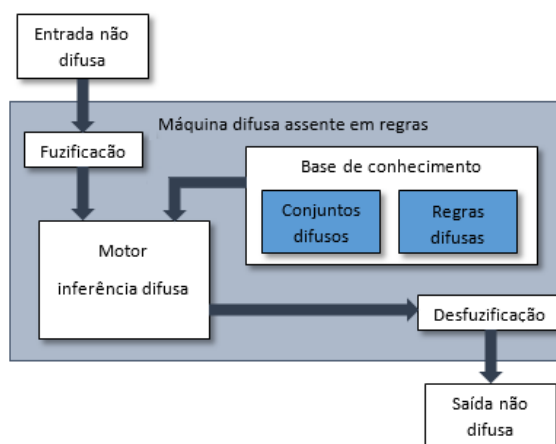 Entrada não
difusa
Máquina difusa assente em regras
Fuzificacão
Base de conhecimento
Conjuntos
difusos
Regras
difusas
Motor
inferência difusa
Desfuzificação
Saída não
difusa